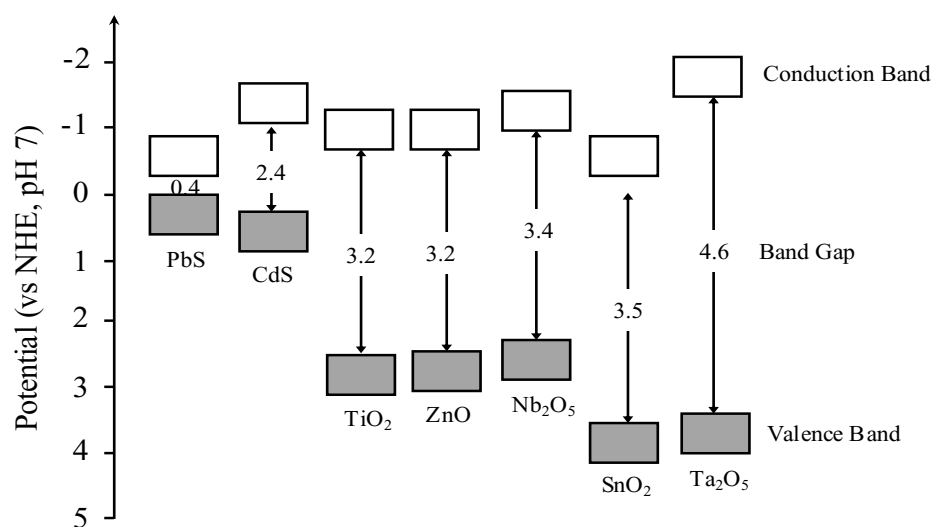 Potential (vs NHE, pH 7)
-2
-1
0
1
2
3
4
5
Conduction Band
Band Gap
Valence Band
0.4
PbS
2.4
CdS
3.2
TiO₂
3.2
ZnO
3.4
Nb₂O₅
3.5
SnO₂
4.6
Ta₂O₅